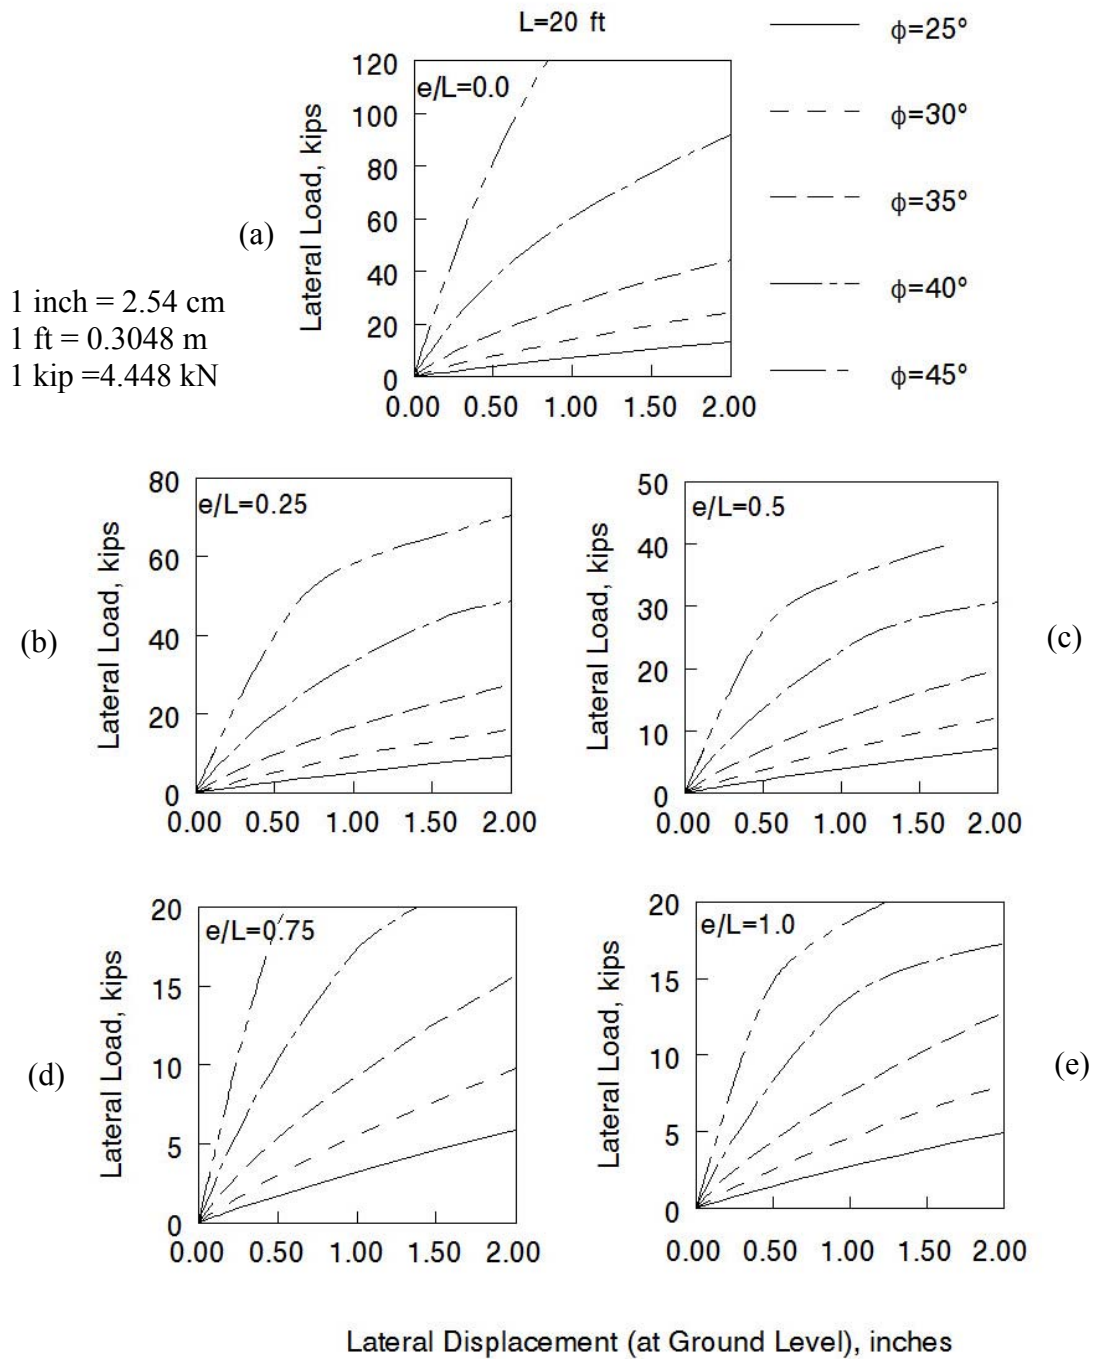 L=20 ft
ϕ=25°
ϕ=30°
ϕ=35°
ϕ=40°
ϕ=45°
1 inch = 2.54 cm
1 ft = 0.3048 m
1 kip =4.448 kN
(a)
Lateral Load, kips
e/L=0.0
120
100
80
60
40
20
0
0.00 0.50 1.00 1.50 2.00
(b)
Lateral Load, kips
e/L=0.25
80
60
40
20
0
0.00 0.50 1.00 1.50 2.00
(c)
Lateral Load, kips
e/L=0.5
50
40
30
20
10
0
0.00 0.50 1.00 1.50 2.00
(d)
Lateral Load, kips
e/L=0.75
20
15
10
5
0
0.00 0.50 1.00 1.50 2.00
(e)
Lateral Load, kips
e/L=1.0
20
15
10
5
0
0.00 0.50 1.00 1.50 2.00
Lateral Displacement (at Ground Level), inches